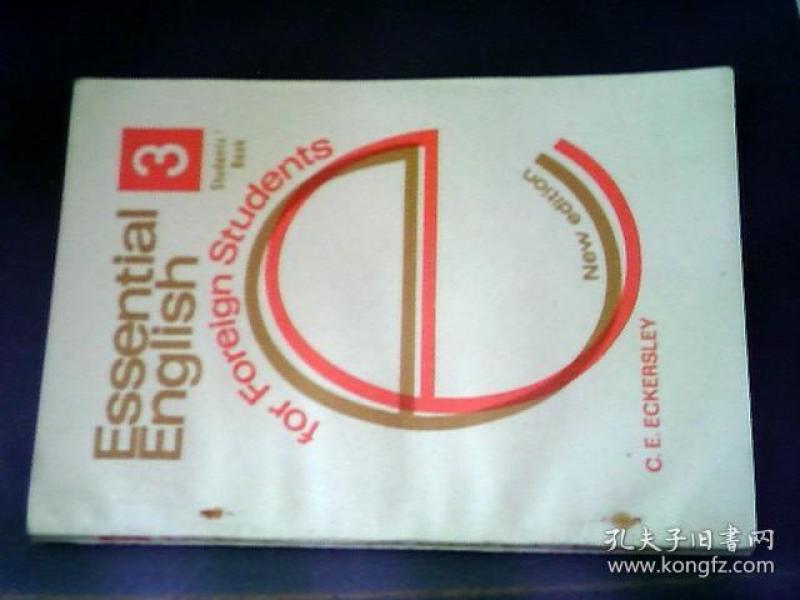 Essential
English
3
Students'
Book
for Foreign Students
New edition
C. E. ECKERSLEY
孔夫子旧书网
www.kongfz.com